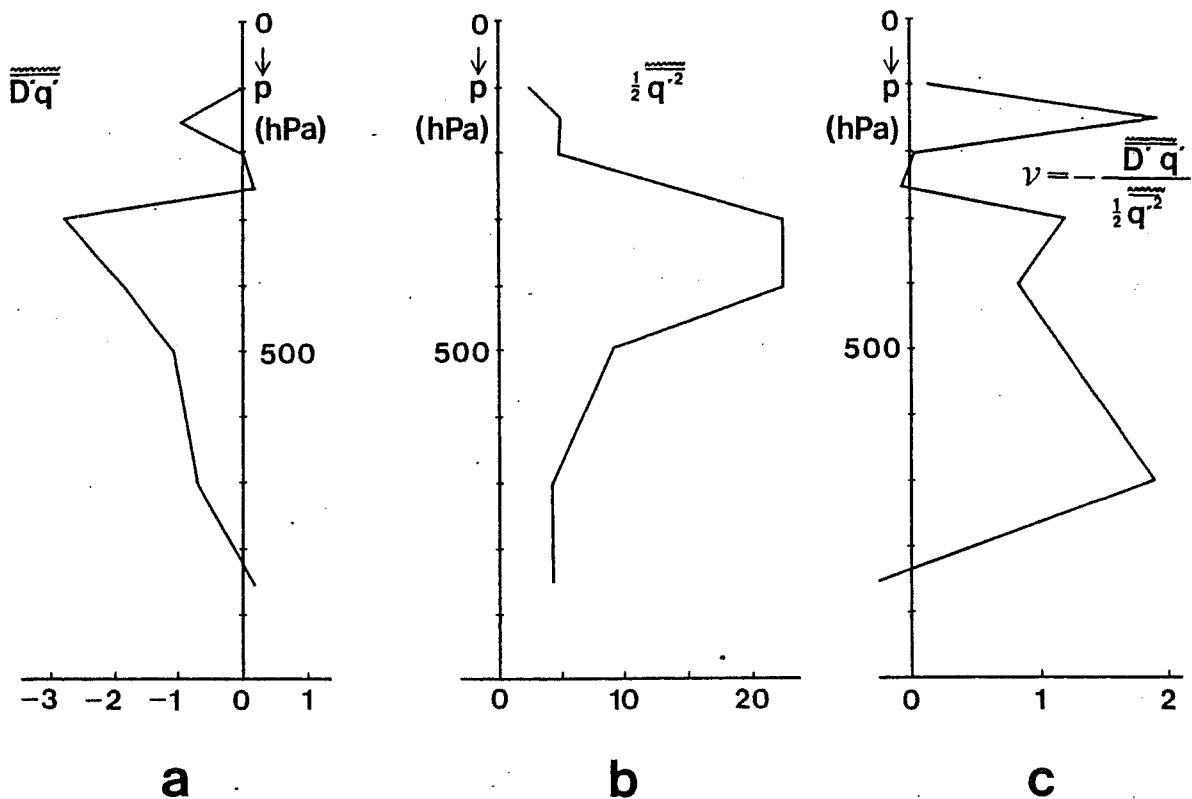 D'q'
0
↓
p
(hPa)
500
-3 -2 -1 0 1
a
½ q'²
0
↓
p
(hPa)
500
0 10 20
b
0
↓
p
(hPa)
ν = - D' q' / ½ q'²
500
0 1 2
c